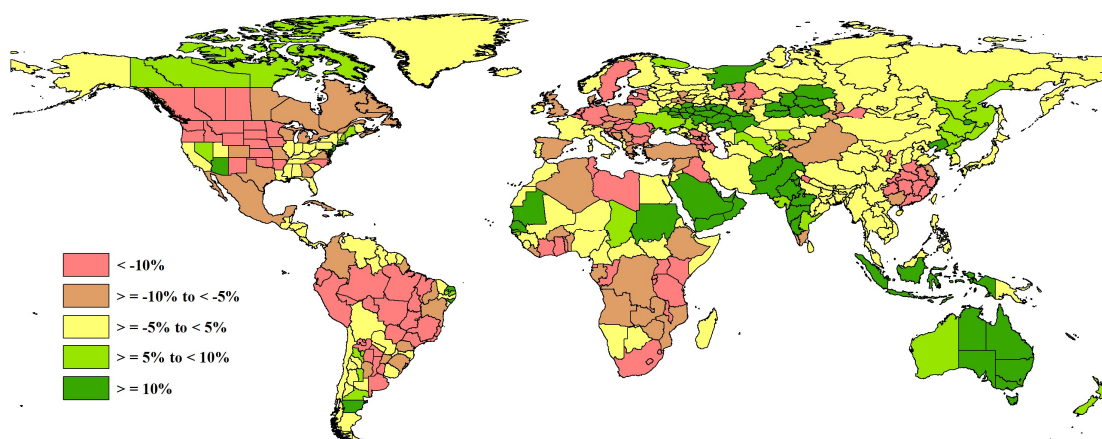 < -10%
> = -10% to < -5%
> = -5% to < 5%
> = 5% to < 10%
> = 10%